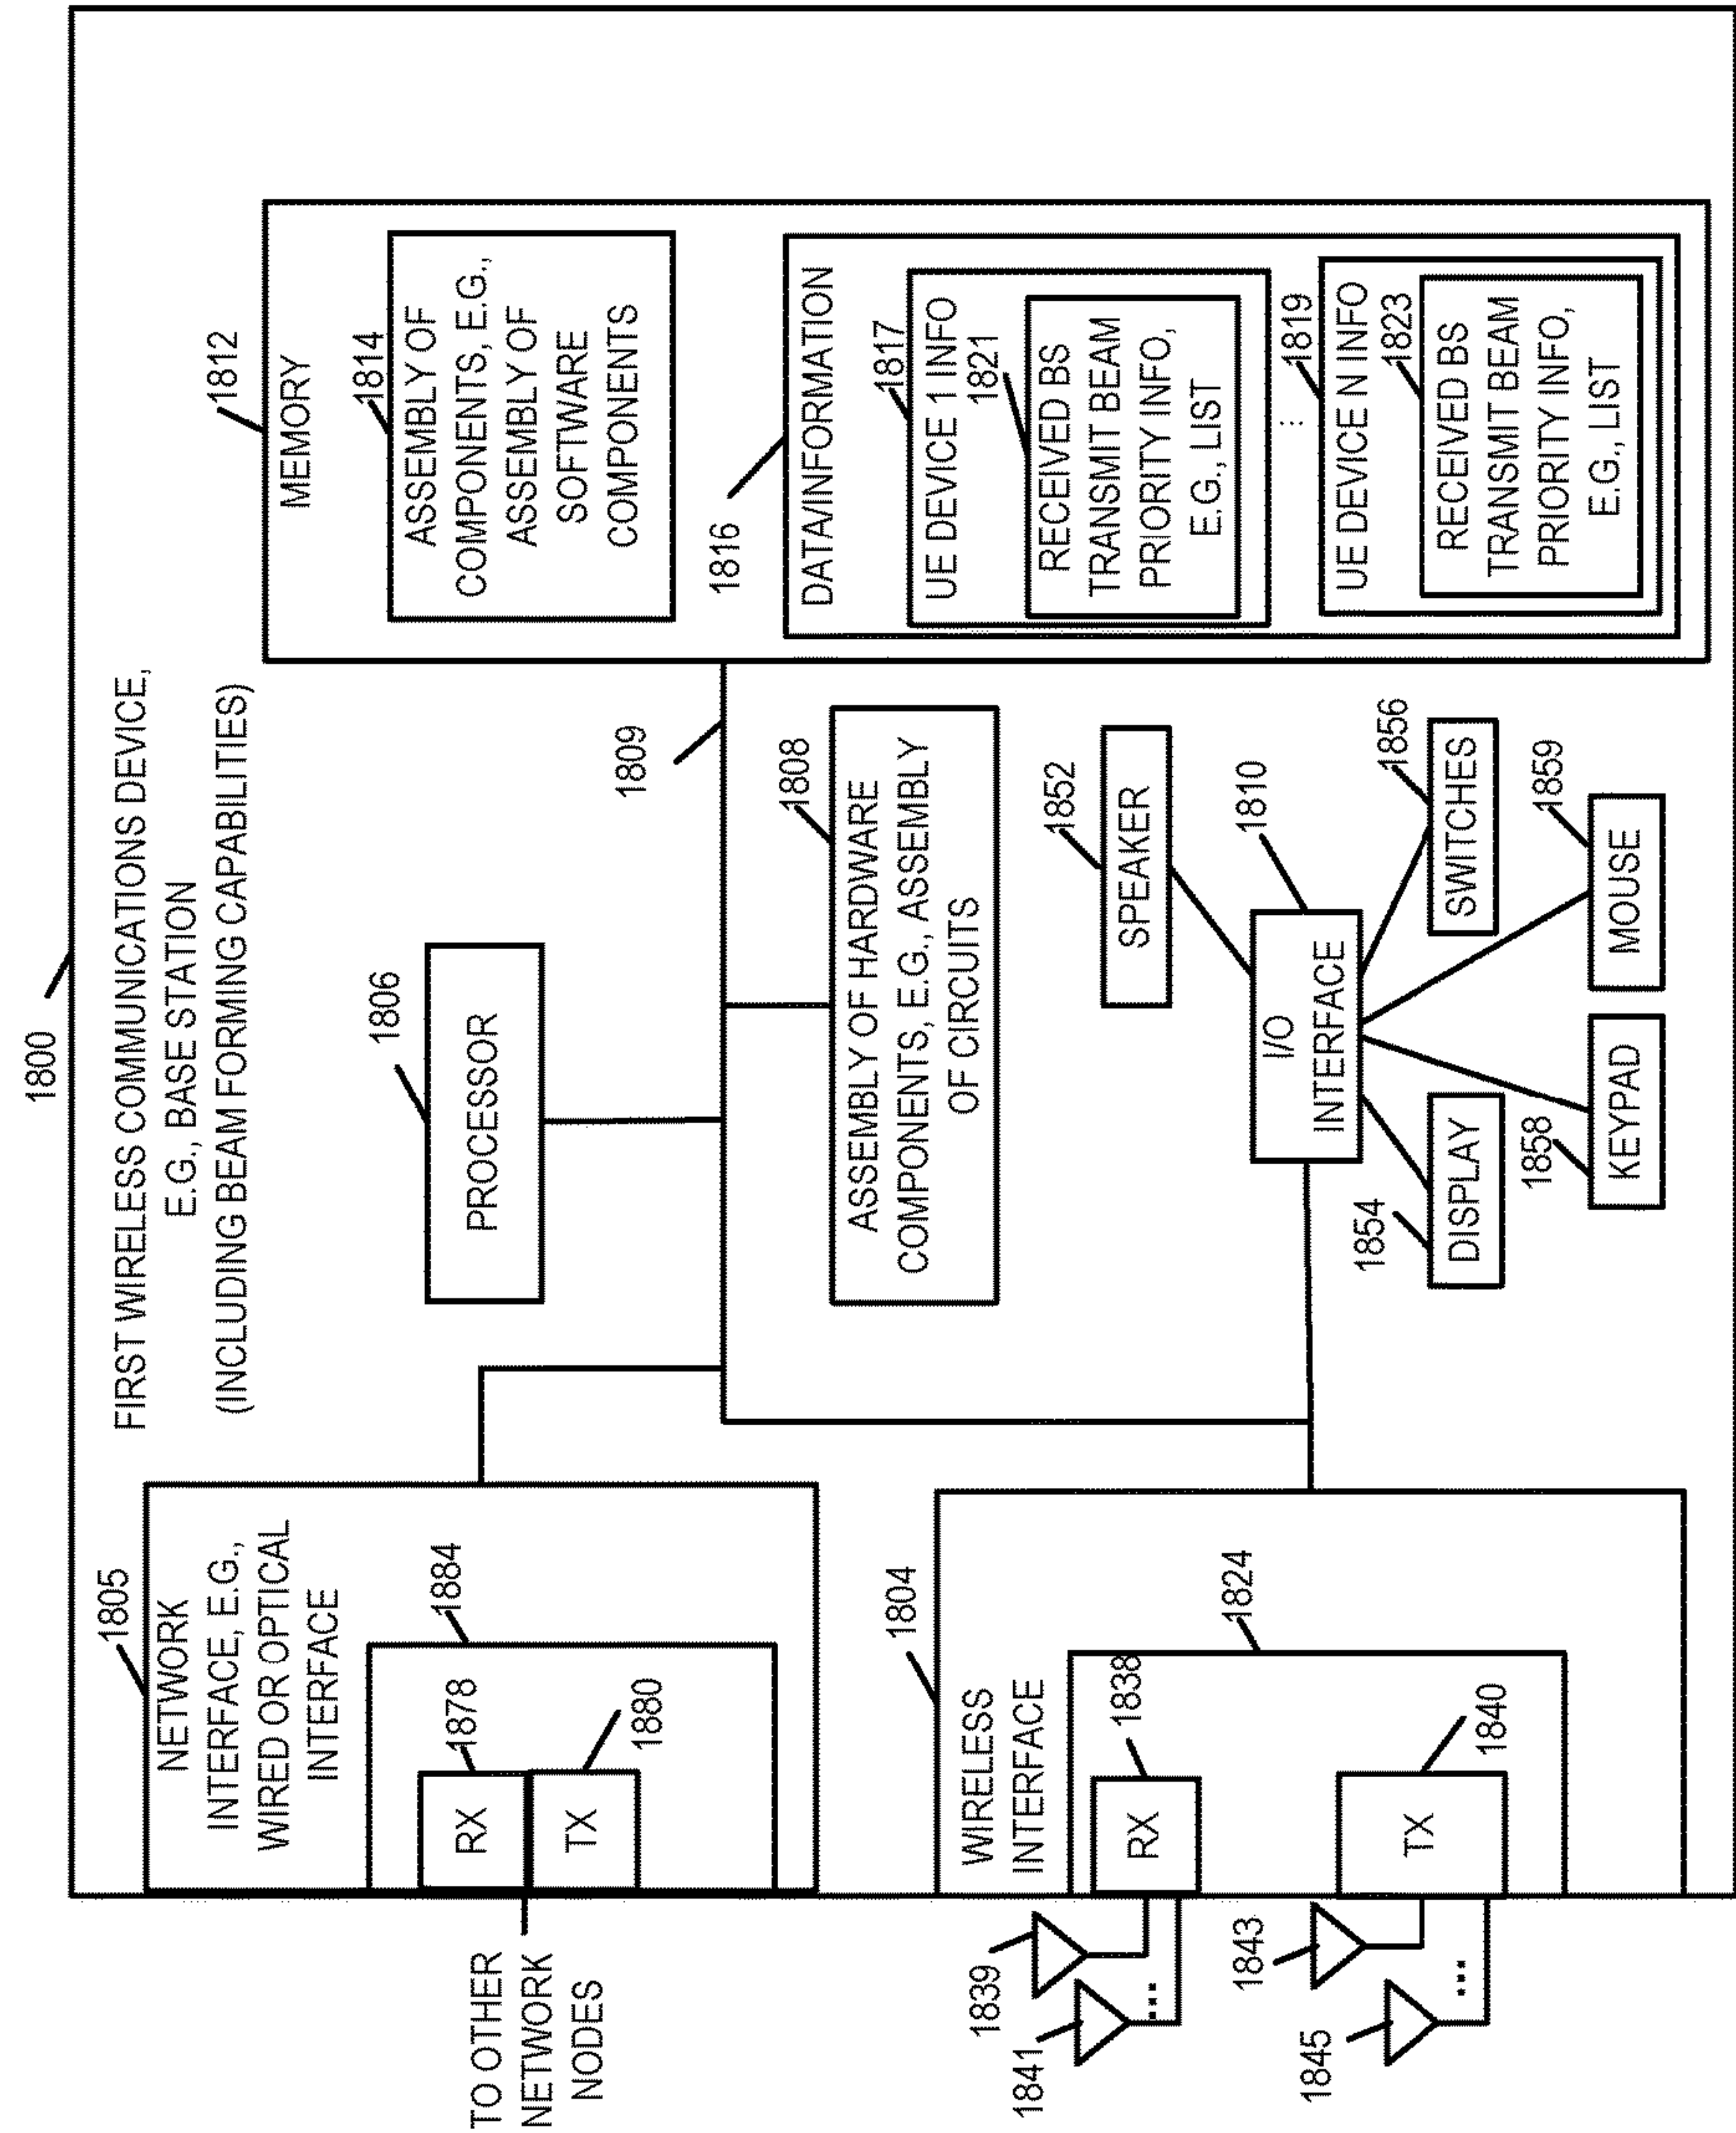 1800
FIRST WIRELESS COMMUNICATIONS DEVICE,
E.G., BASE STATION
(INCLUDING BEAM FORMING CAPABILITIES)
1805
NETWORK
INTERFACE, E.G.,
WIRED OR OPTICAL
INTERFACE
1884
1878
RX
1880
TX
TO OTHER
NETWORK
NODES
1804
WIRELESS
INTERFACE
1824
1838
RX
1840
TX
1839
1841
...
1843
1845
...
1806
PROCESSOR
1809
1808
ASSEMBLY OF HARDWARE
COMPONENTS, E.G., ASSEMBLY
OF CIRCUITS
1852
SPEAKER
1810
I/O
INTERFACE
1856
SWITCHES
1859
MOUSE
1858
KEYPAD
1854
DISPLAY
1812
MEMORY
1814
ASSEMBLY OF
COMPONENTS, E.G.,
ASSEMBLY OF
SOFTWARE
COMPONENTS
1816
DATA/INFORMATION
1817
UE DEVICE 1 INFO
1821
RECEIVED BS
TRANSMIT BEAM
PRIORITY INFO,
E.G., LIST
...
1819
UE DEVICE N INFO
1823
RECEIVED BS
TRANSMIT BEAM
PRIORITY INFO,
E.G., LIST